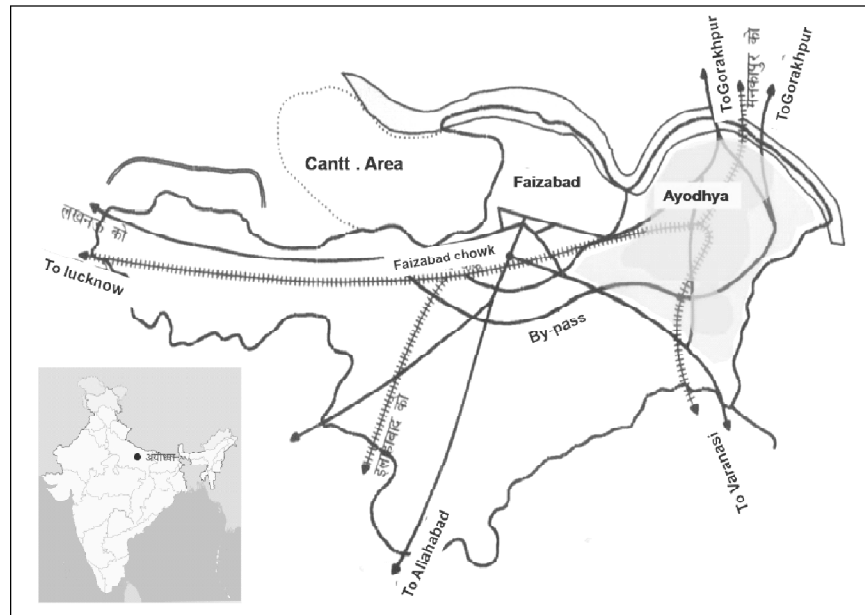 ToGorakhpur
मनकापुर को
ToGorakhpur
Cantt . Area
Faizabad
Ayodhya
लखनऊ को
To lucknow
Faizabad chowk
By-pass
इलाहाबाद को
To Allahabad
To Varanasi
अयोध्या